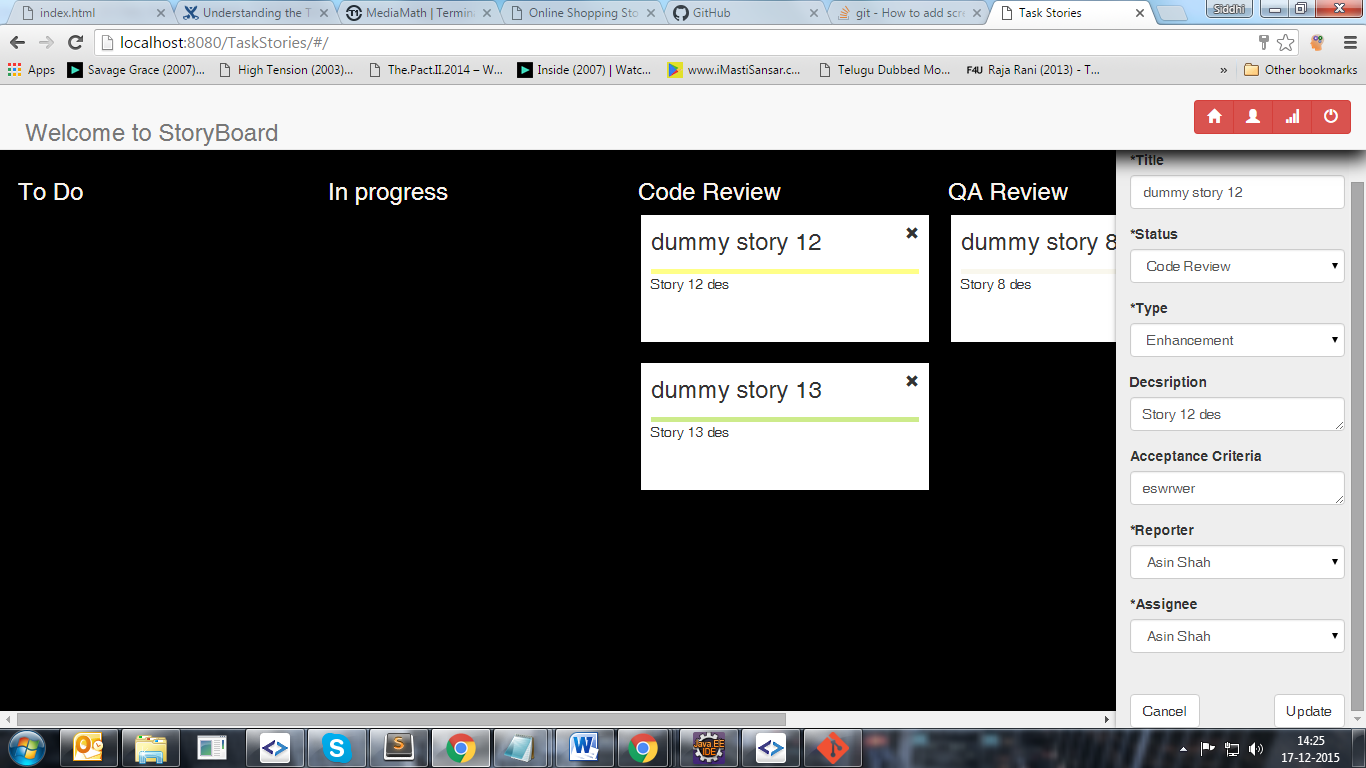 index.html
Understanding the T
MediaMath | Termin
Online Shopping Sto
GitHub
git - How to add scre
Task Stories
Siddhi
localhost:8080/TaskStories/#/
Apps
Savage Grace (2007)...
High Tension (2003)...
The.Pact.II.2014 – W...
Inside (2007) | Watc...
www.iMastiSansar.c...
Telugu Dubbed Mo...
F4U Raja Rani (2013) - T...
»
Other bookmarks
Welcome to StoryBoard
To Do
In progress
Code Review
QA Review
dummy story 12
Story 12 des
dummy story 13
Story 13 des
dummy story 8
Story 8 des
*Title
dummy story 12
*Status
Code Review
*Type
Enhancement
Decsription
Story 12 des
Acceptance Criteria
eswrwer
*Reporter
Asin Shah
*Assignee
Asin Shah
Cancel
Update
Java EE
IDE
14:25
17-12-2015